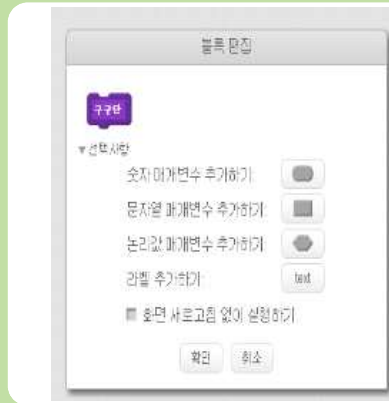 블록 편집
구구단
▼선택사항
숫자 매개변수 추가하기:
문자열 매개변수 추가하기:
논리값 매개변수 추가하기:
라벨 추가하기: text
화면 새로고침 없이 실행하기
확인 취소